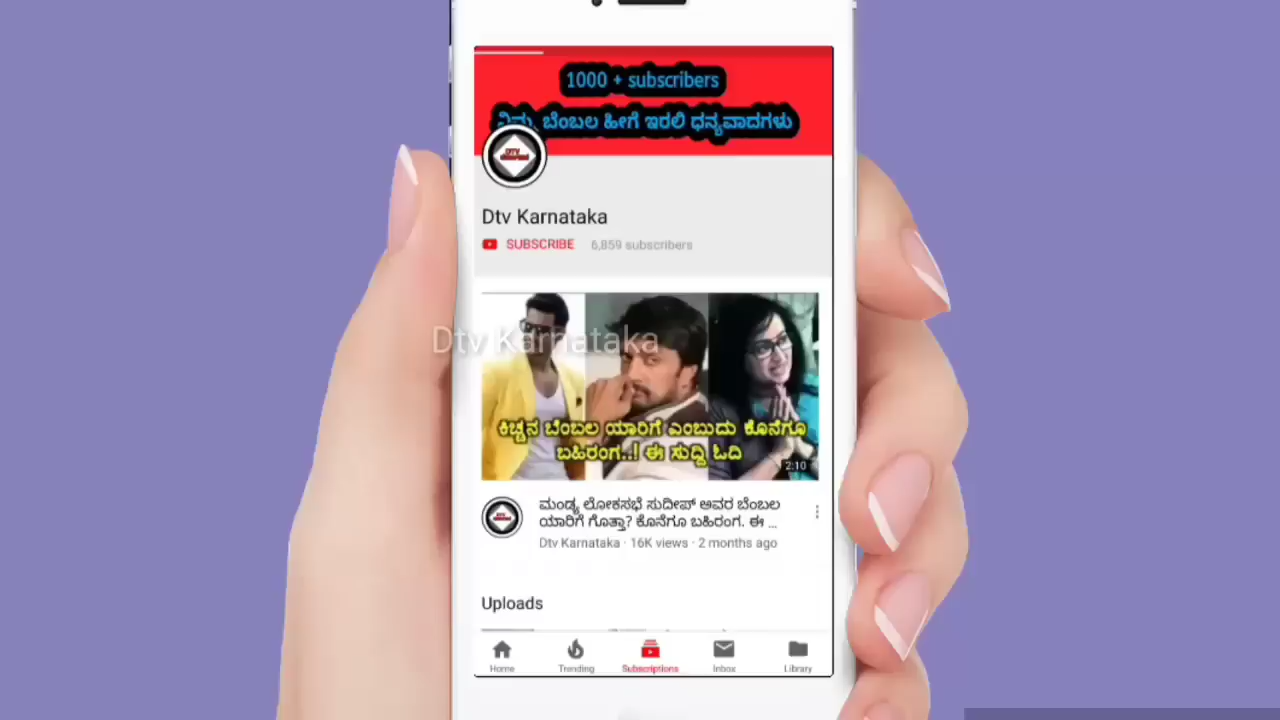 1000 + subscribers
ನಿಮ್ಮ ಬೆಂಬಲ ಹೀಗೆ ಇರಲಿ ಧನ್ಯವಾದಗಳು
DTV
Dtv Karnataka
SUBSCRIBE 6,859 subscribers
Dtv Karnataka
ಕಿಚ್ಚನ ಬೆಂಬಲ ಯಾರಿಗೆ ಎಂಬುದು ಕೊನೆಗೂ
ಬಹಿರಂಗ..! ಈ ಸುದ್ದಿ ಓದಿ
2:10
ಮಂಡ್ಯ ಲೋಕಸಭೆ ಸುದೀಪ್ ಅವರ ಬೆಂಬಲ
ಯಾರಿಗೆ ಗೊತ್ತಾ? ಕೊನೆಗೂ ಬಹಿರಂಗ. ಈ ...
Dtv Karnataka · 16K views · 2 months ago
Uploads
Home Trending Subscriptions Inbox Library